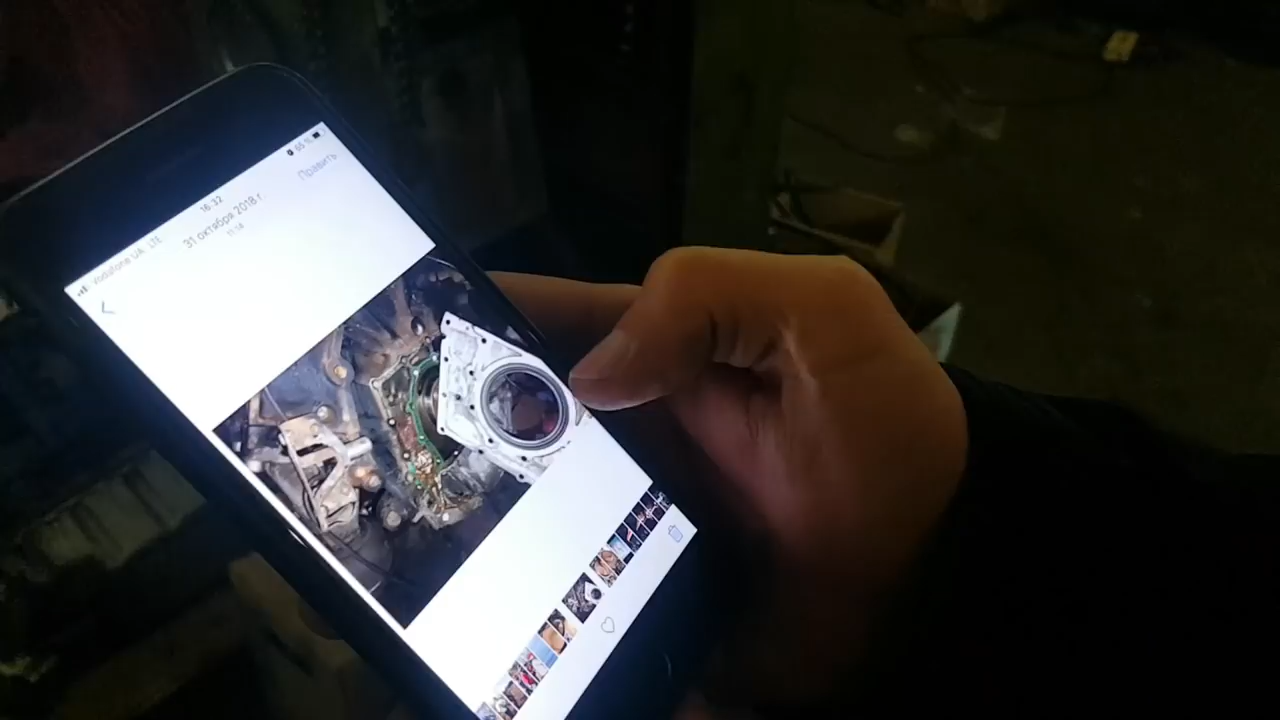 vodafone UA LTE
16:32
65 %
31 октября 2018 г.
11:58
Править